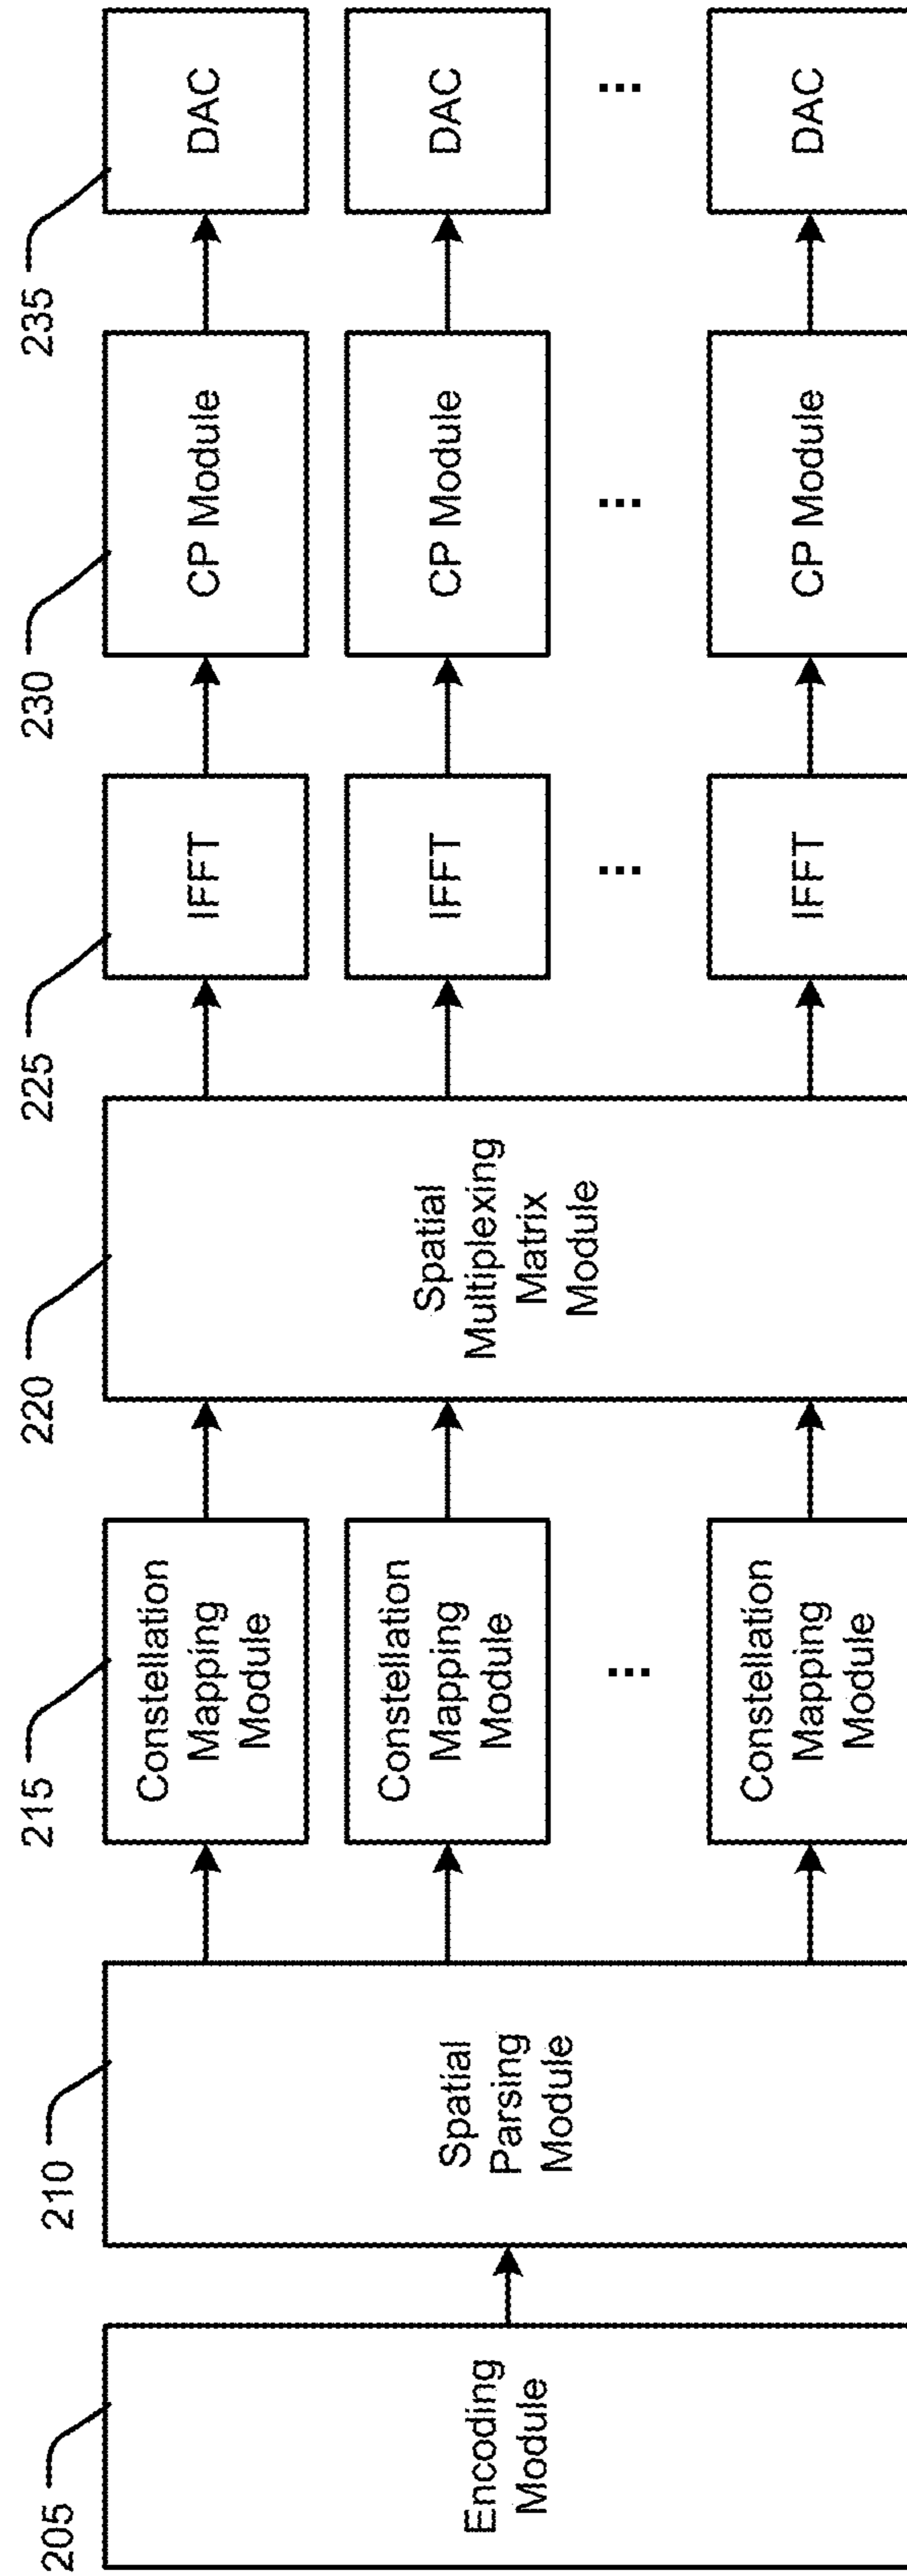 205
210
215
220
225
230
235
Encoding
Module
Spatial
Parsing
Module
Constellation
Mapping
Module
Constellation
Mapping
Module
...
Constellation
Mapping
Module
Spatial
Multiplexing
Matrix
Module
IFFT
IFFT
...
IFFT
CP Module
CP Module
...
CP Module
DAC
DAC
...
DAC